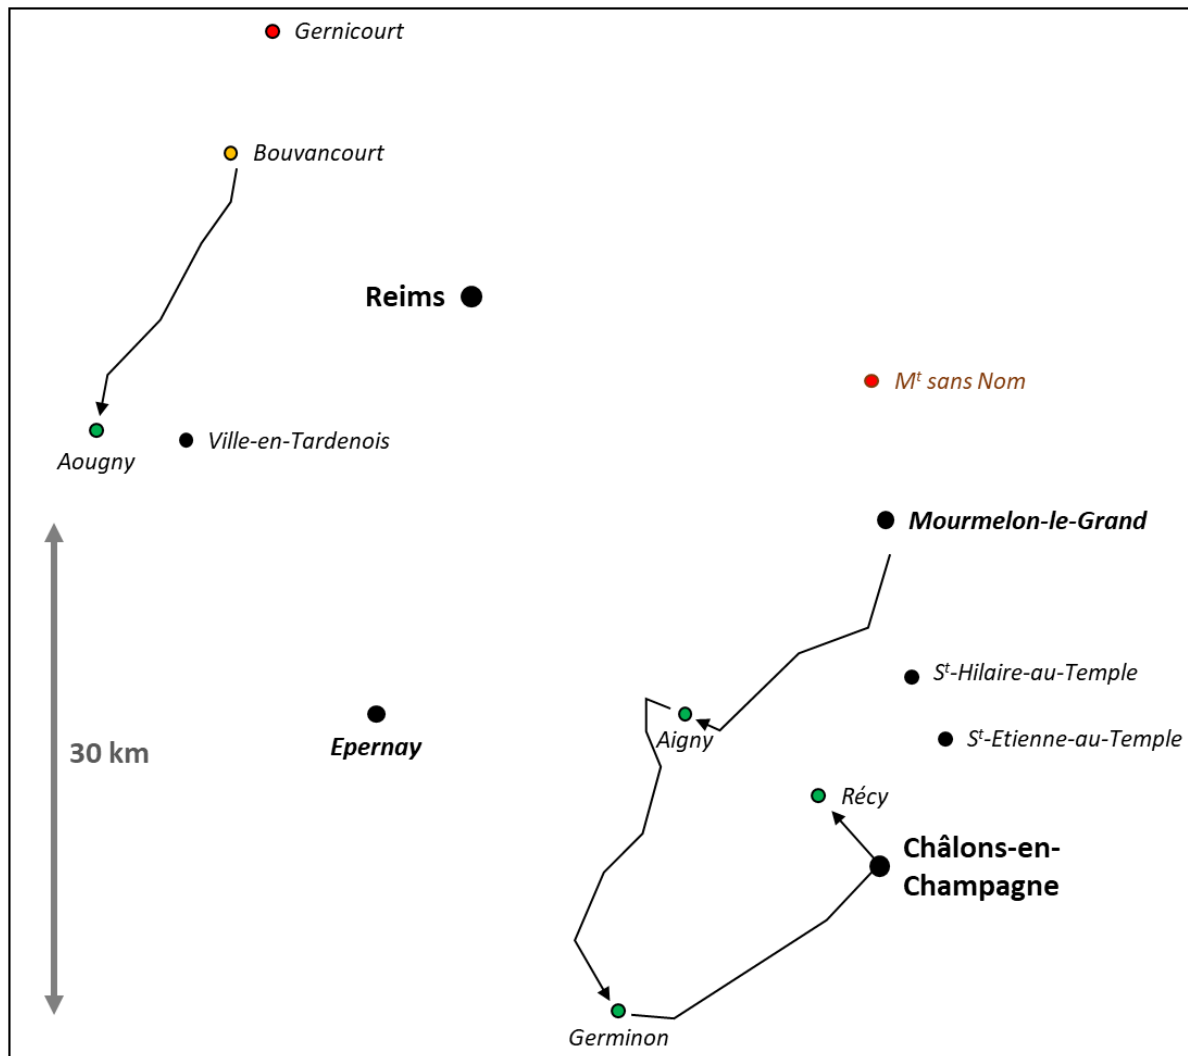 Gernicourt
Bouvancourt
Reims
Mt sans Nom
Ville-en-Tardenois
Aougny
Mourmelon-le-Grand
St-Hilaire-au-Temple
Aigny
St-Etienne-au-Temple
Epernay
30 km
Récy
Châlons-en-
Champagne
Germinon